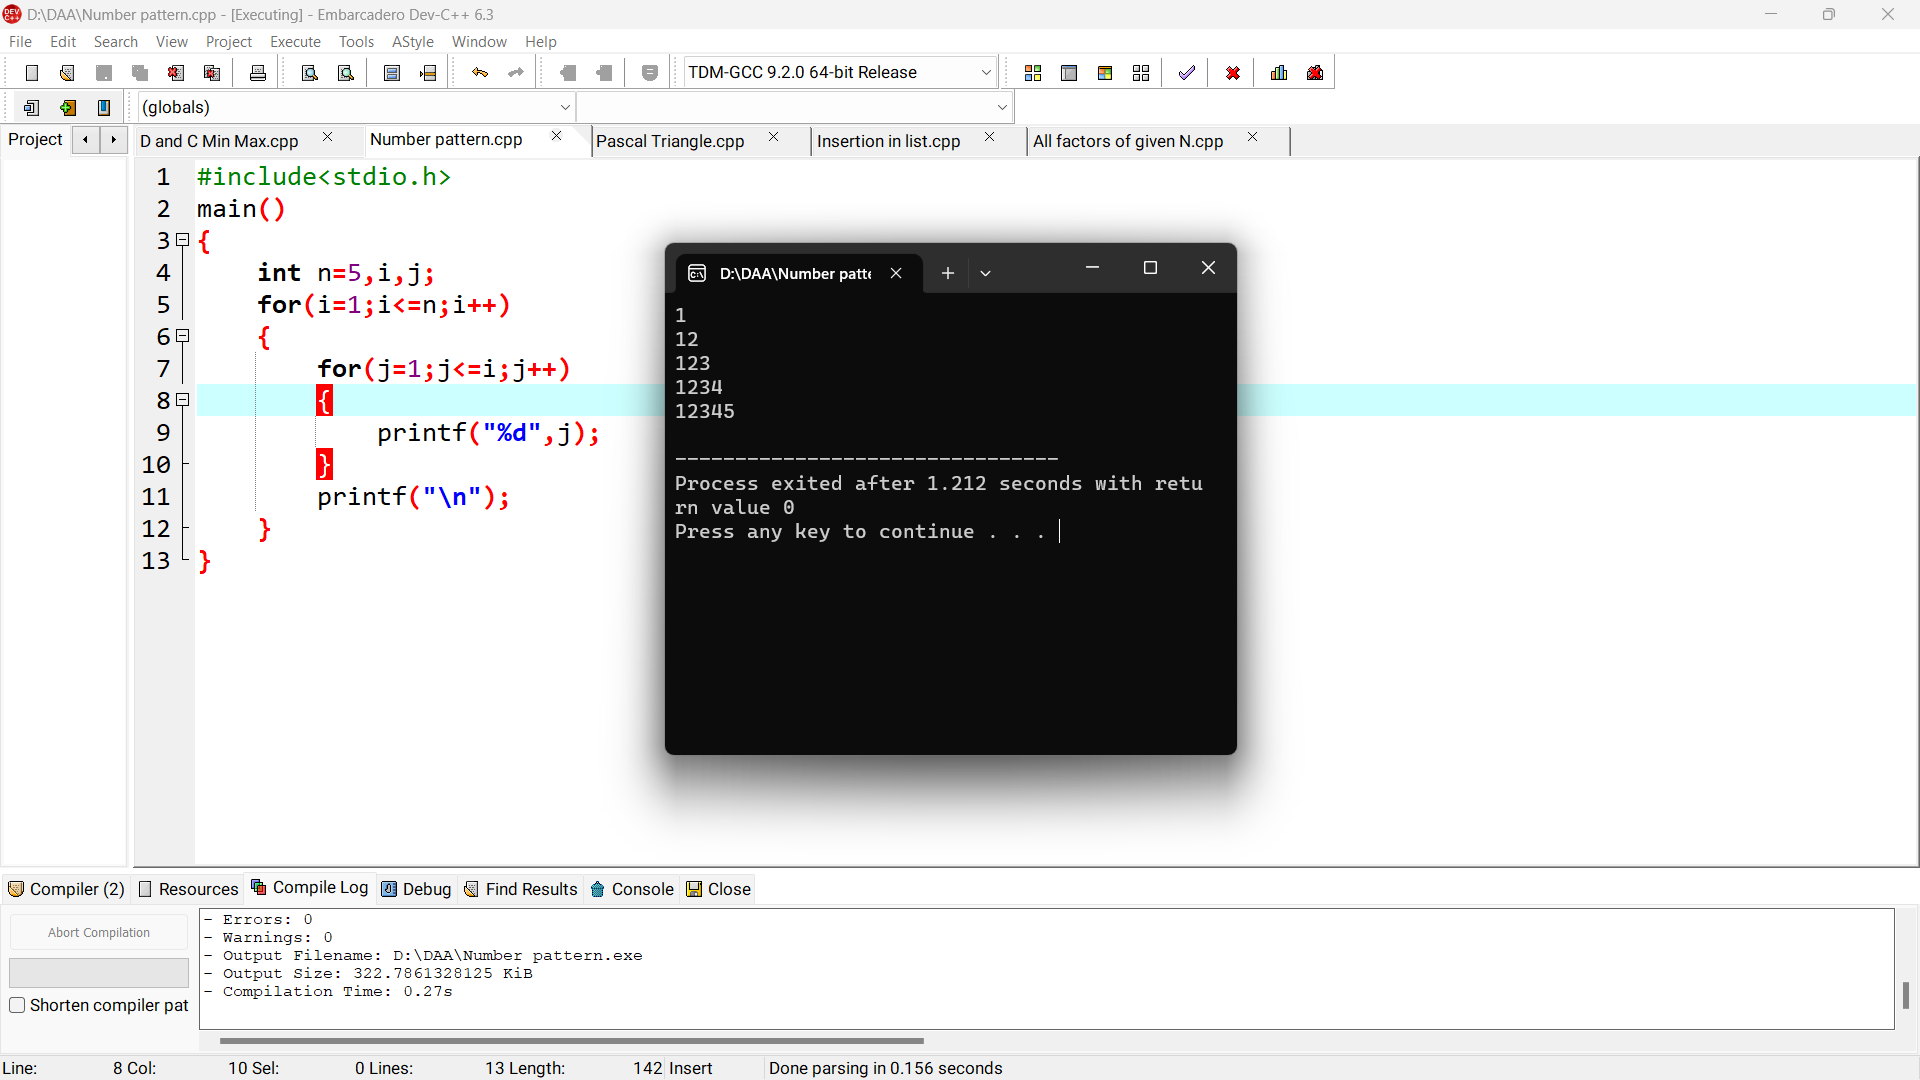 D:\DAA\Number pattern.cpp - [Executing] - Embarcadero Dev-C++ 6.3
File Edit Search View Project Execute Tools AStyle Window Help
TDM-GCC 9.2.0 64-bit Release
(globals)
Project D and C Min Max.cpp Number pattern.cpp Pascal Triangle.cpp Insertion in list.cpp All factors of given N.cpp
1 #include<stdio.h>
2 main()
3 {
4 int n=5,i,j;
5 for(i=1;i<=n;i++)
6 {
7 for(j=1;j<=i;j++)
8 {
9 printf("%d",j);
10 }
11 printf("\n");
12 }
13 }
D:\DAA\Number patte
1
12
123
1234
12345
--------------------------------
Process exited after 1.212 seconds with retu
rn value 0
Press any key to continue . . .
Compiler (2) Resources Compile Log Debug Find Results Console Close
Abort Compilation
Shorten compiler pat
- Errors: 0
- Warnings: 0
- Output Filename: D:\DAA\Number pattern.exe
- Output Size: 322.7861328125 KiB
- Compilation Time: 0.27s
Line: 8 Col: 10 Sel: 0 Lines: 13 Length: 142 Insert Done parsing in 0.156 seconds